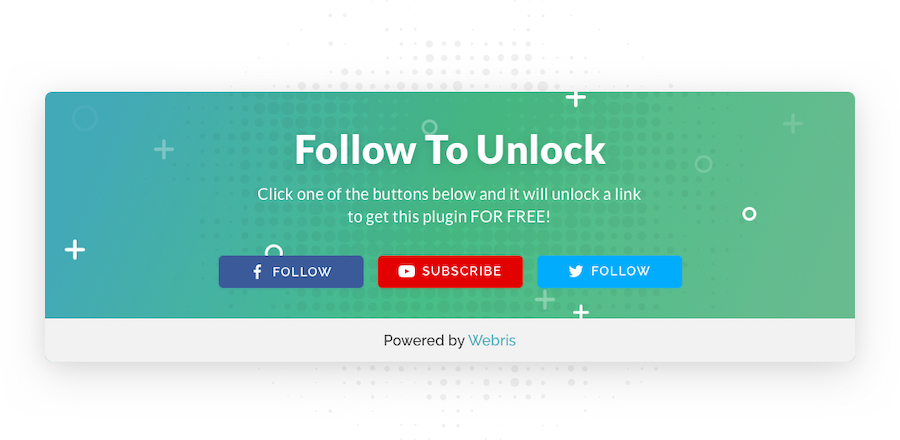 Follow To Unlock
Click one of the buttons below and it will unlock a link
to get this plugin FOR FREE!
FOLLOW SUBSCRIBE FOLLOW
Powered by Webris